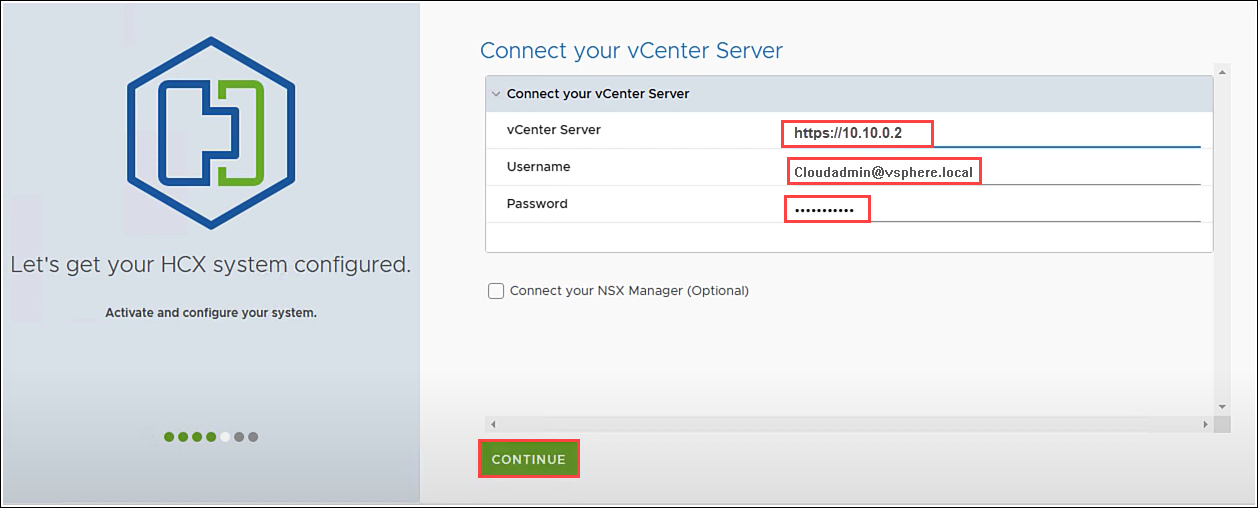 Connect your vCenter Server
Connect your vCenter Server
vCenter Server
https://10.10.0.2
Username
Cloudadmin@vsphere.local
Password
•••••••••••
Let's get your HCX system configured.
Connect your NSX Manager (Optional)
Activate and configure your system.
CONTINUE